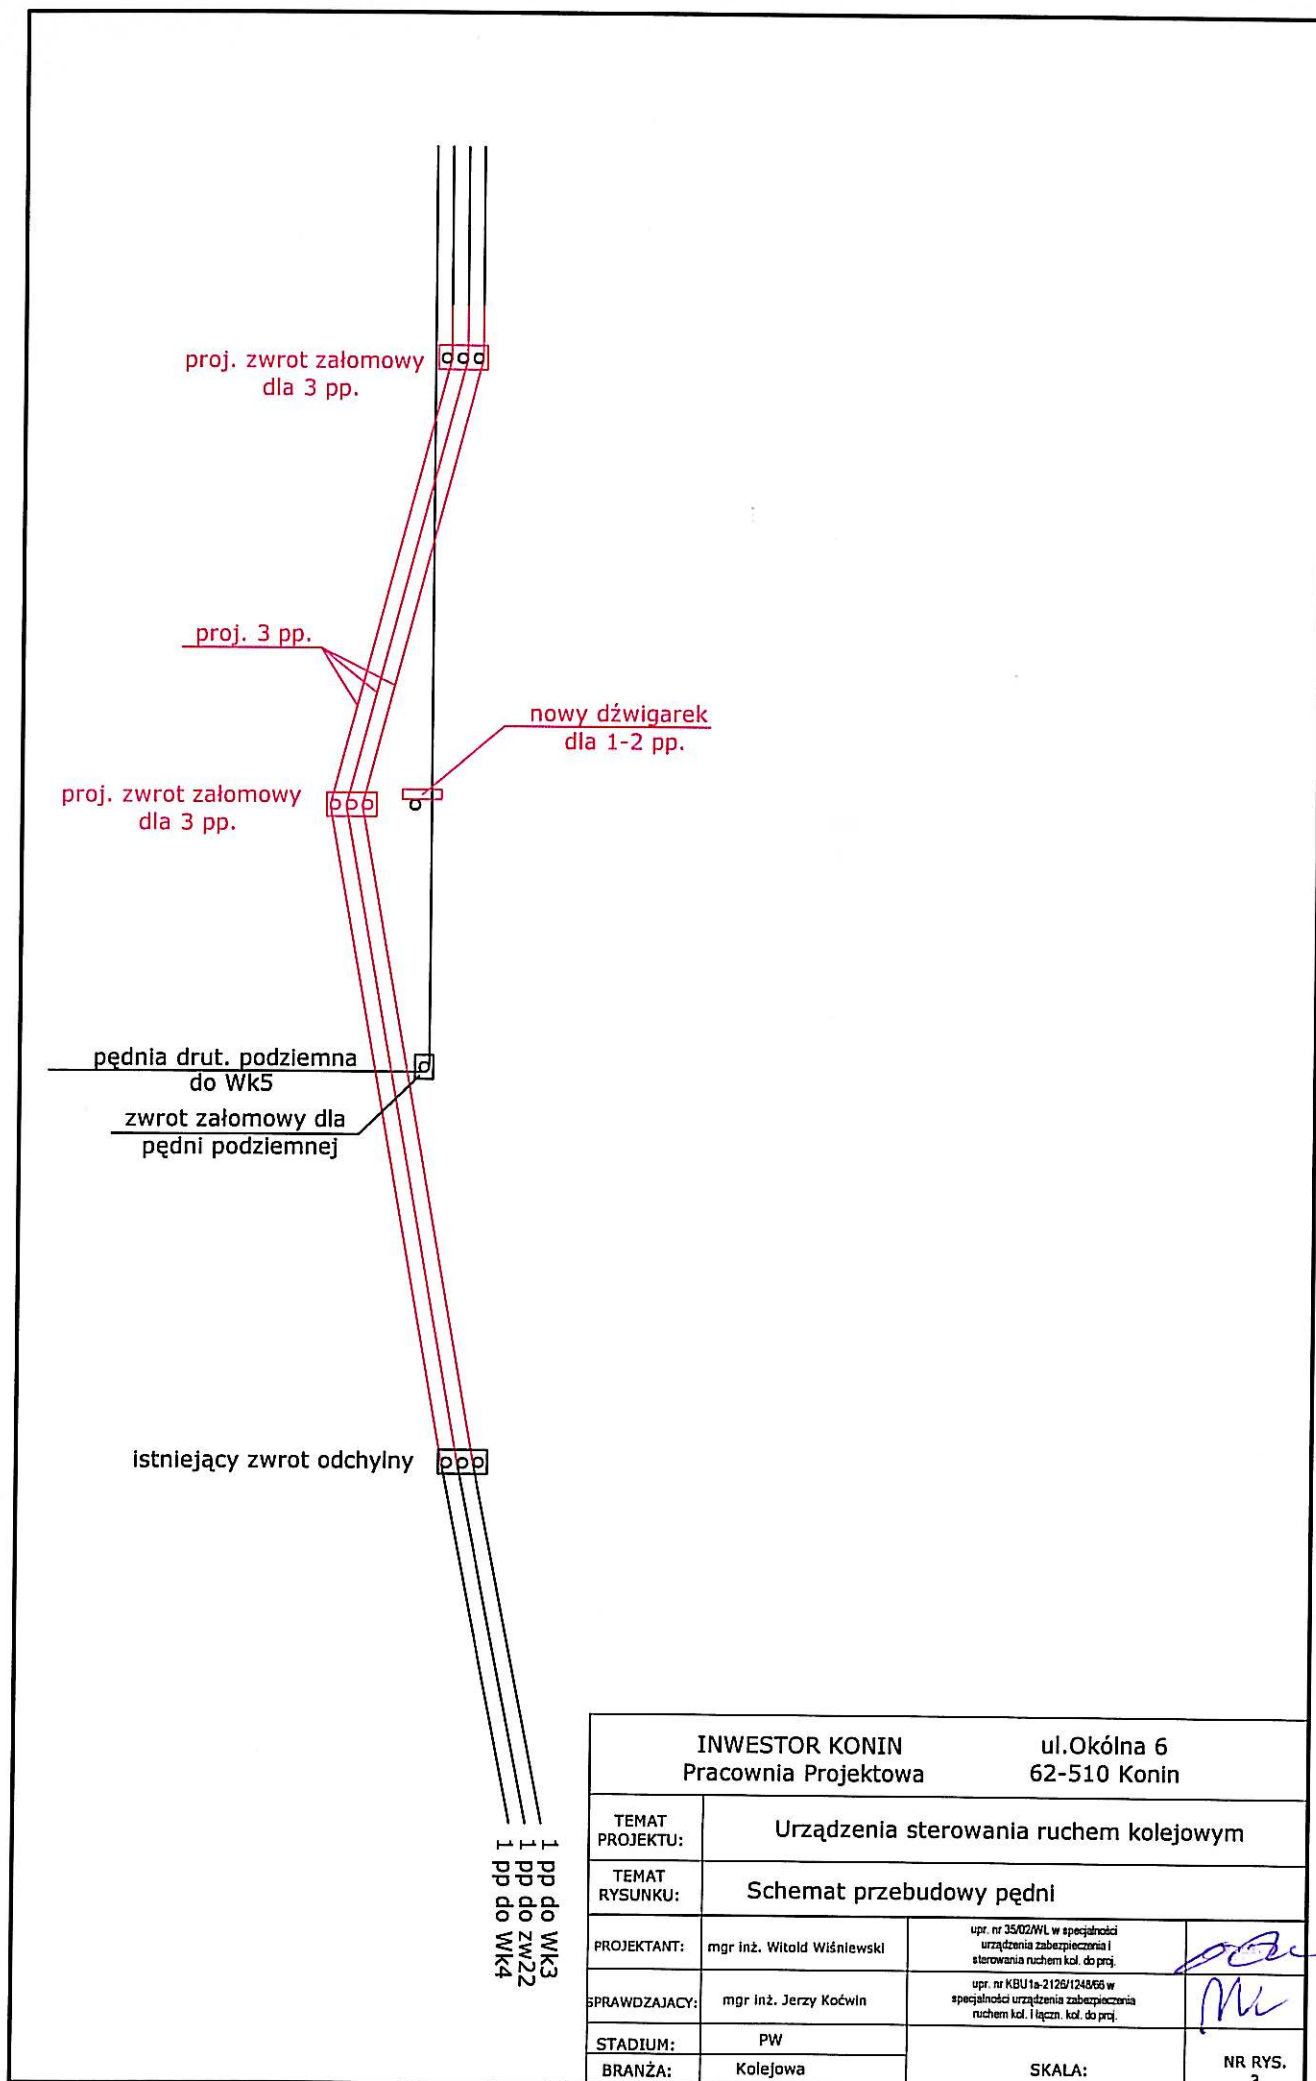 proj. zwrot załomowy
dla 3 pp.
proj. 3 pp.
nowy dźwigarek
dla 1-2 pp.
proj. zwrot załomowy
dla 3 pp.
pędnia drut. podziemna
do Wk5
zwrot załomowy dla
pędni podziemnej
istniejący zwrot odchylny
1 pp do Wk3
1 pp do zw22
1 pp do Wk4
INWESTOR KONIN
Pracownia Projektowa
ul.Okólna 6
62-510 Konin
TEMAT
PROJEKTU:
Urządzenia sterowania ruchem kolejowym
TEMAT
RYSUNKU:
Schemat przebudowy pędni
PROJEKTANT:
mgr inż. Witold Wiśniewski
upr. nr 35/02/WŁ w specjalności
urządzenia zabezpieczenia i
sterowania ruchem kol. do proj.
SPRAWDZAJACY:
mgr inż. Jerzy Koćwin
upr. nr KBU1a-2126/1248/66 w
specjalności urządzenia zabezpieczenia
ruchem kol. i łączn. kol. do proj.
STADIUM:
PW
BRANŻA:
Kolejowa
SKALA:
NR RYS.